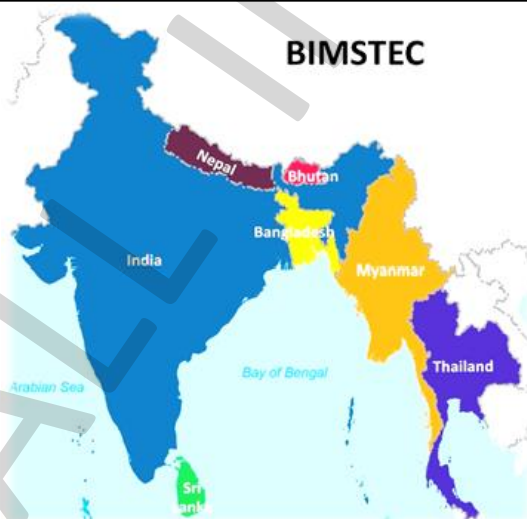 BIMSTEC
Nepal
Bhutan
Bangladesh
India
Myanmar
Thailand
Bay of Bengal
Arabian Sea
Sri
Lanka